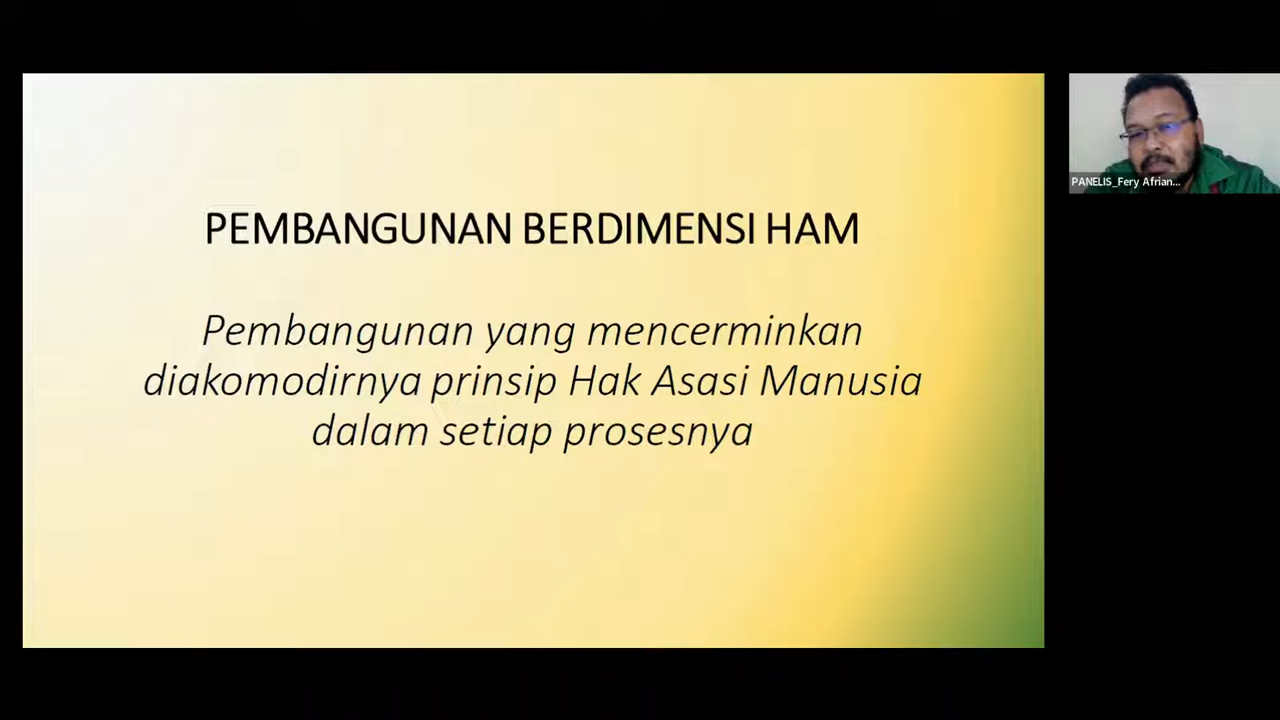 PEMBANGUNAN BERDIMENSI HAM
Pembangunan yang mencerminkan
diakomodirnya prinsip Hak Asasi Manusia
dalam setiap prosesnya
PANELIS_Fery Afrian...